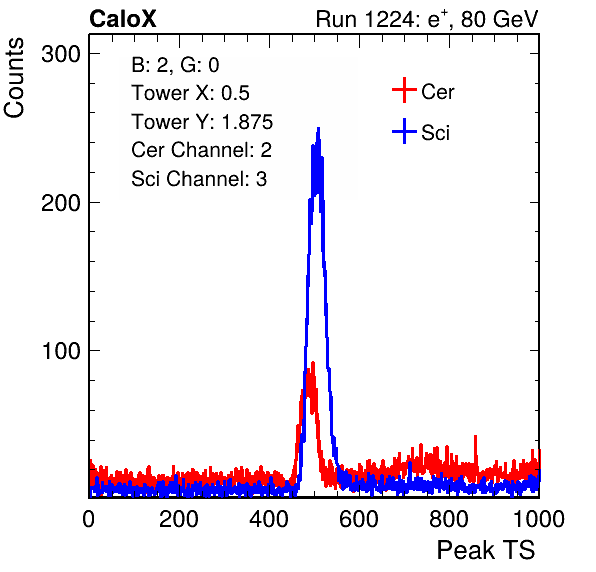 CaloX Run 1224: e⁺, 80 GeV
Counts
B: 2, G: 0
Tower X: 0.5
Tower Y: 1.875
Cer Channel: 2
Sci Channel: 3
Cer
Sci
300
200
100
0 200 400 600 800 1000
Peak TS